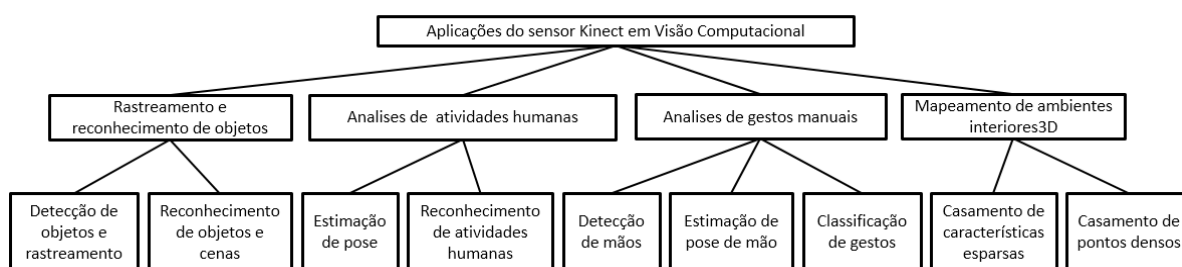 Aplicações do sensor Kinect em Visão Computacional
Rastreamento e
reconhecimento de objetos
Analises de atividades humanas
Analises de gestos manuais
Mapeamento de ambientes
interiores3D
Detecção de
objetos e
rastreamento
Reconhecimento
de objetos e
cenas
Estimação
de pose
Reconhecimento
de atividades
humanas
Detecção
de mãos
Estimação de
pose de mão
Classificação
de gestos
Casamento de
características
esparsas
Casamento de
pontos densos